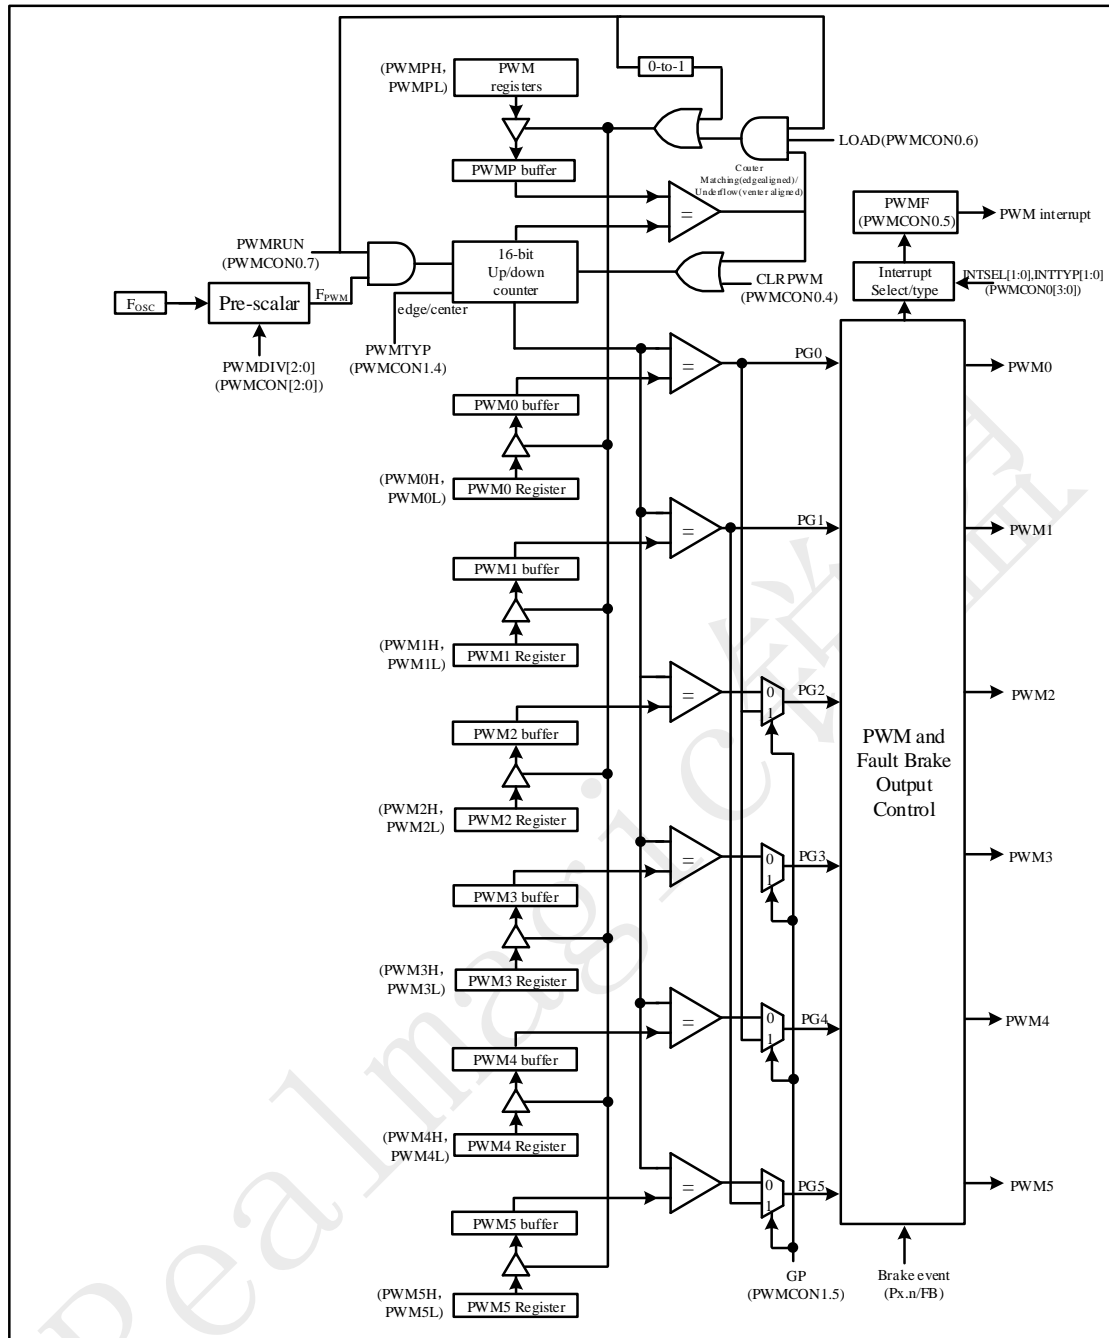 (PWMPH,
PWMPL)
PWM
registers
0-to-1
LOAD(PWMCON0.6)
PWMP buffer
Couter
Matching(edgealigned)/
Underflow(venter aligned)
=
PWMF
(PWMCON0.5)
PWM interrupt
PWMRUN
(PWMCON0.7)
16-bit
Up/down
counter
CLRPWM
(PWMCON0.4)
Interrupt
Select/type
INTSEL[1:0],INTTYP[1:0]
(PWMCON0[3:0])
FOSC
Pre-scalar
FPWM
edge/center
PWMTYP
(PWMCON1.4)
PWMDIV[2:0]
(PWMCON[2:0])
=
PG0
PWM0
PWM0 buffer
(PWM0H,
PWM0L)
PWM0 Register
=
PG1
PWM1
PWM1 buffer
(PWM1H,
PWM1L)
PWM1 Register
=
0
1
PG2
PWM2
PWM2 buffer
PWM and
Fault Brake
Output
Control
(PWM2H,
PWM2L)
PWM2 Register
=
0
1
PG3
PWM3
PWM3 buffer
(PWM3H,
PWM3L)
PWM3 Register
=
0
1
PG4
PWM4
PWM4 buffer
(PWM4H,
PWM4L)
PWM4 Register
=
0
1
PG5
PWM5
PWM5 buffer
(PWM5H,
PWM5L)
PWM5 Register
GP
(PWMCON1.5)
Brake event
(Px.n/FB)
Realmagic